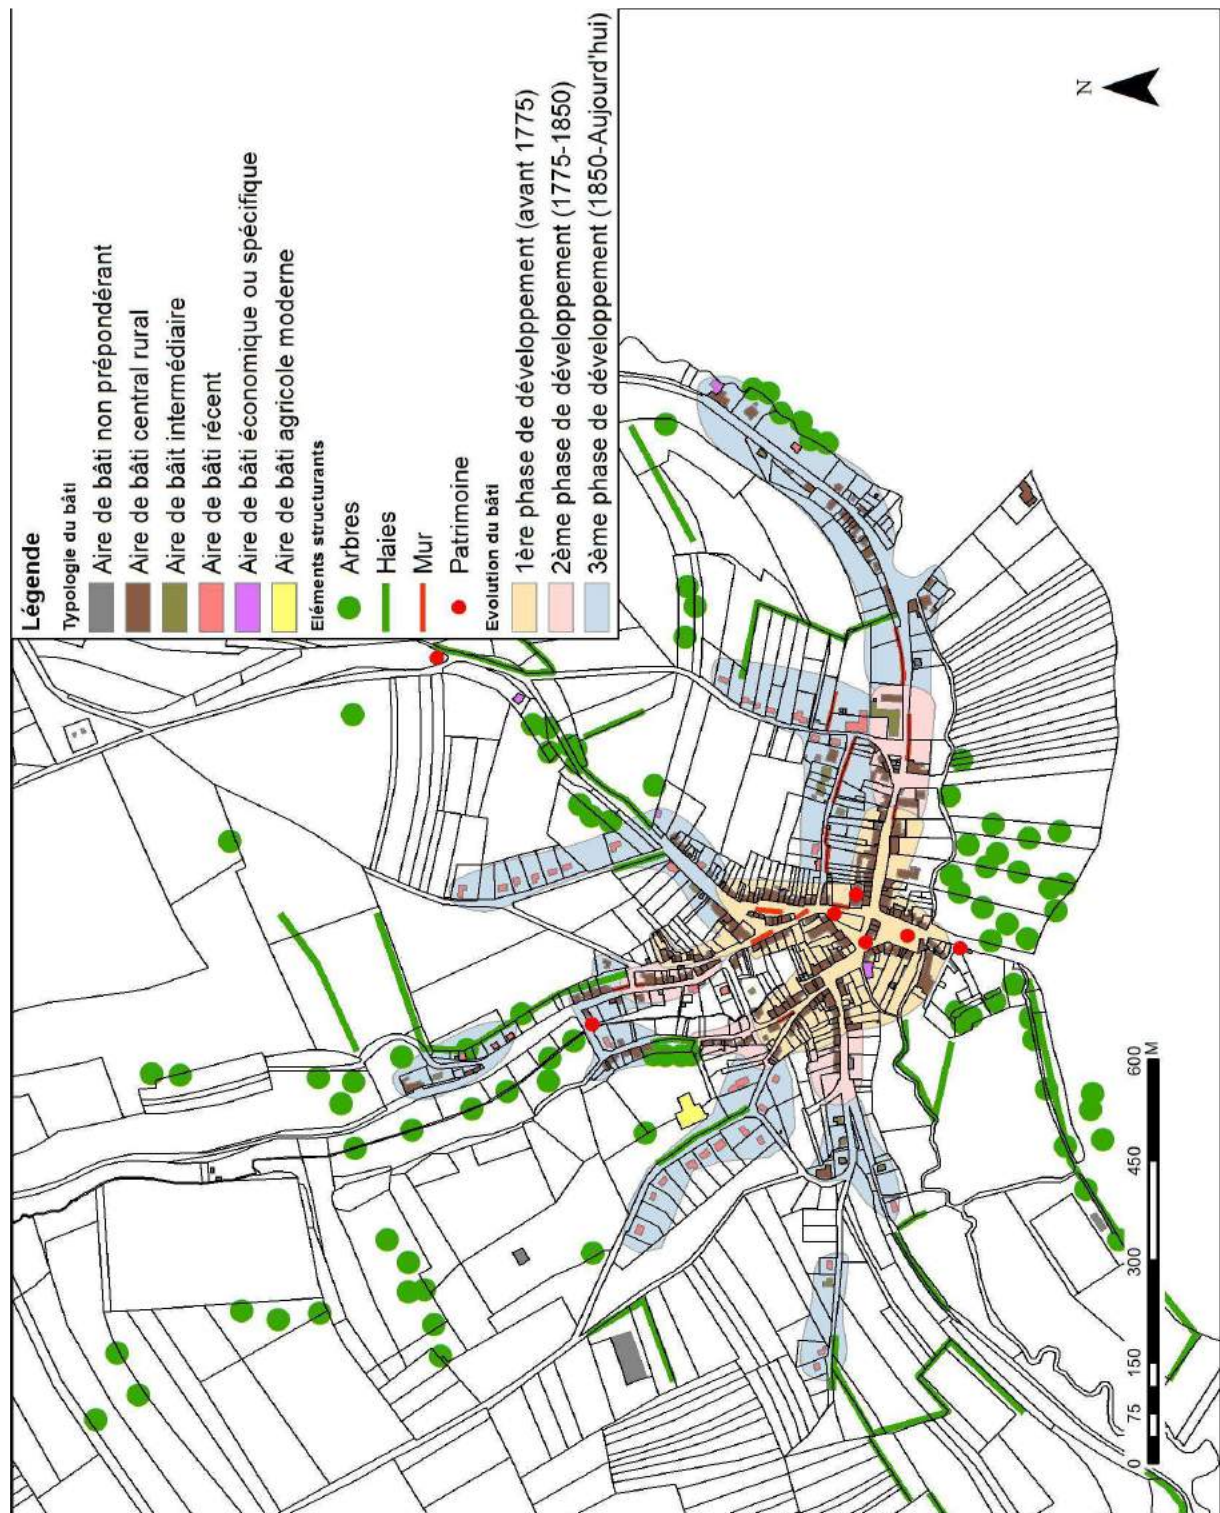 Légende
Typologie du bâti
Aire de bâti non prépondérant
Aire de bâti central rural
Aire de bâit intermédiaire
Aire de bâti récent
Aire de bâti économique ou spécifique
Aire de bâti agricole moderne
Eléments structurants
Arbres
Haies
Mur
Patrimoine
Evolution du bâti
1ère phase de développement (avant 1775)
2ème phase de développement (1775-1850)
3ème phase de développement (1850-Aujourd'hui)
N
0 75 150 300 450 600
M